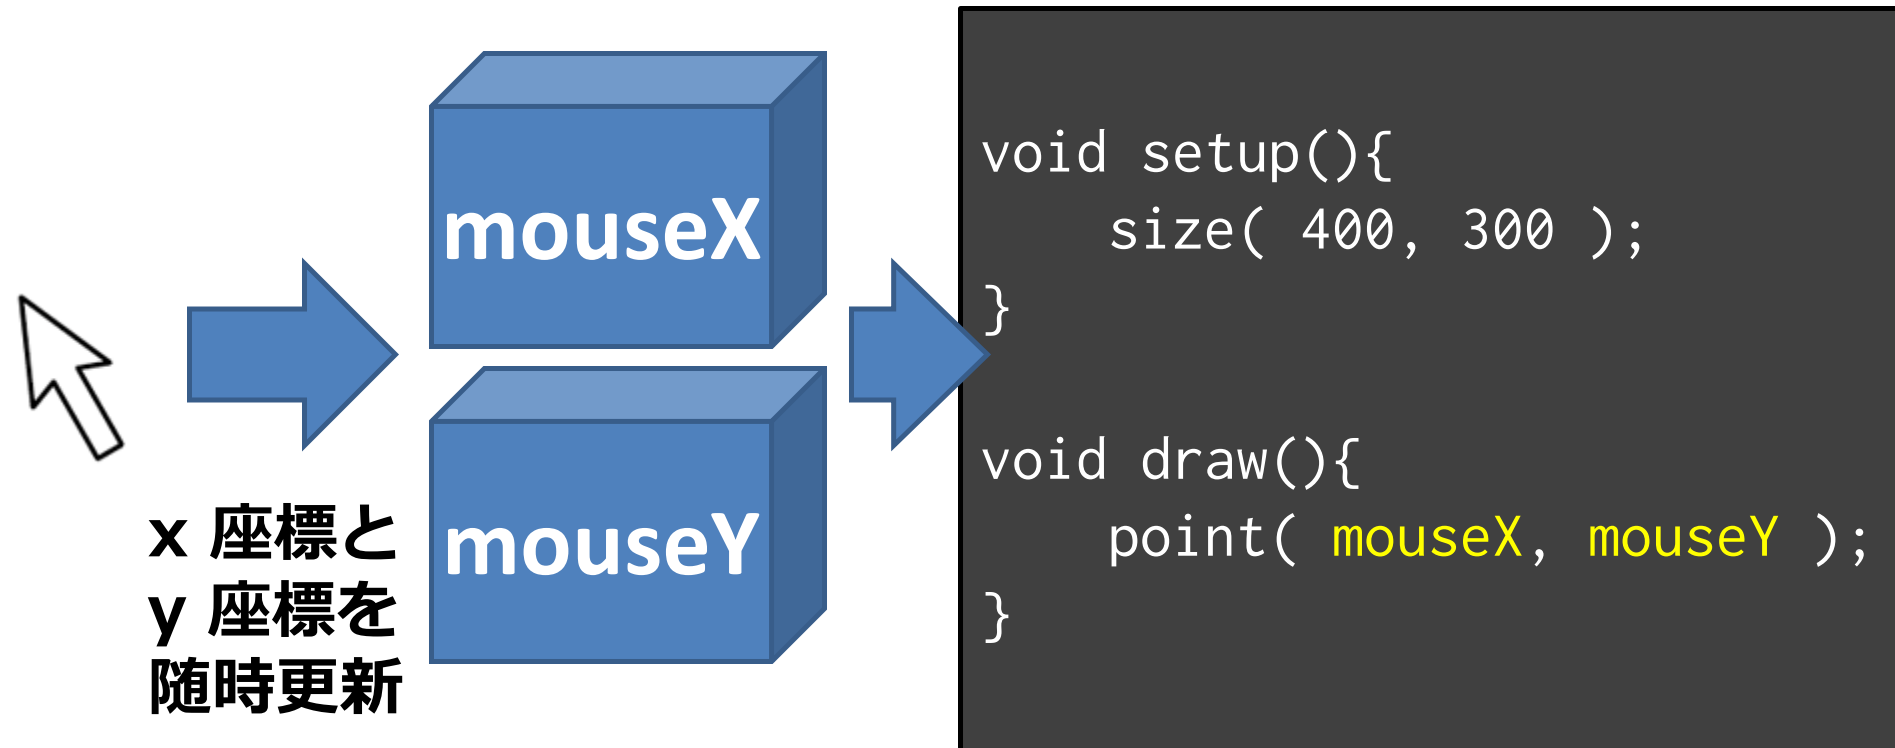 x 座標と
y 座標を
随時更新
mouseX
mouseY
void setup(){
    size( 400, 300 );
}
void draw(){
    point( mouseX, mouseY );
}